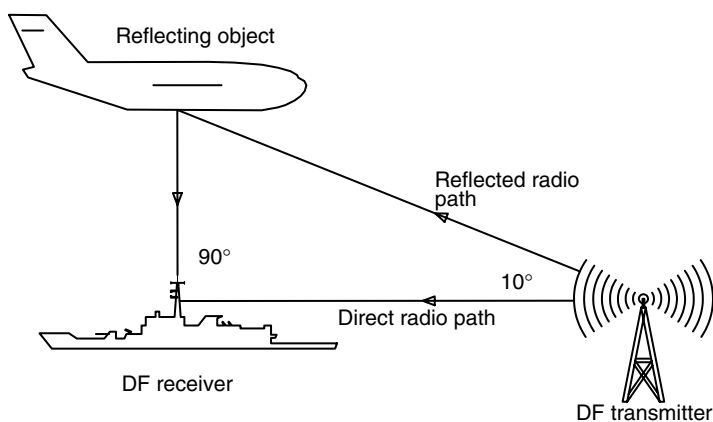 Reflecting object
Reflected radio
path
90°
10°
Direct radio path
DF receiver
DF transmitter